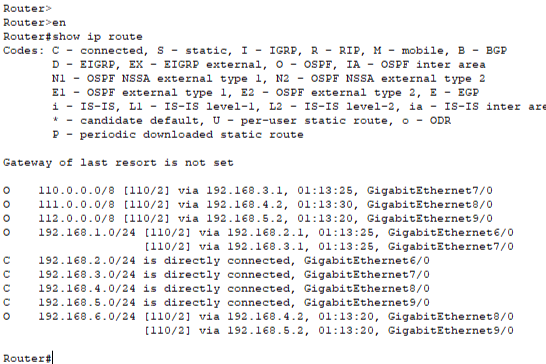 Router>
Router>en
Router#show ip route
Codes: C - connected, S - static, I - IGRP, R - RIP, M - mobile, B - BGP
D - EIGRP, EX - EIGRP external, O - OSPF, IA - OSPF inter area
N1 - OSPF NSSA external type 1, N2 - OSPF NSSA external type 2
E1 - OSPF external type 1, E2 - OSPF external type 2, E - EGP
i - IS-IS, L1 - IS-IS level-1, L2 - IS-IS level-2, ia - IS-IS inter are
* - candidate default, U - per-user static route, o - ODR
P - periodic downloaded static route
Gateway of last resort is not set
O 110.0.0.0/8 [110/2] via 192.168.3.1, 01:13:25, GigabitEthernet7/0
O 111.0.0.0/8 [110/2] via 192.168.4.2, 01:13:30, GigabitEthernet8/0
O 112.0.0.0/8 [110/2] via 192.168.5.2, 01:13:20, GigabitEthernet9/0
O 192.168.1.0/24 [110/2] via 192.168.2.1, 01:13:25, GigabitEthernet6/0
[110/2] via 192.168.3.1, 01:13:25, GigabitEthernet7/0
C 192.168.2.0/24 is directly connected, GigabitEthernet6/0
C 192.168.3.0/24 is directly connected, GigabitEthernet7/0
C 192.168.4.0/24 is directly connected, GigabitEthernet8/0
C 192.168.5.0/24 is directly connected, GigabitEthernet9/0
O 192.168.6.0/24 [110/2] via 192.168.4.2, 01:13:20, GigabitEthernet8/0
[110/2] via 192.168.5.2, 01:13:20, GigabitEthernet9/0
Router#